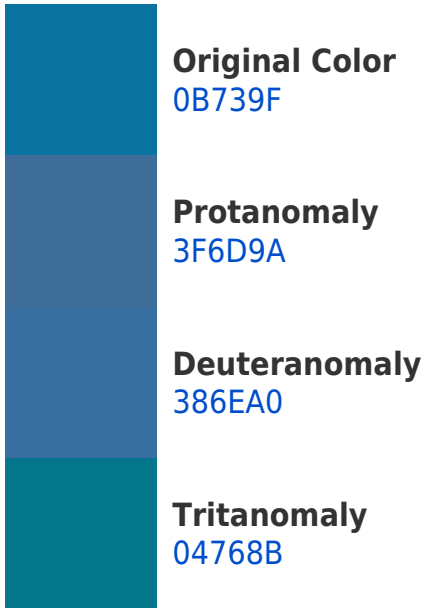 Original Color
0B739F
Protanomaly
3F6D9A
Deuteranomaly
386EA0
Tritanomaly
04768B